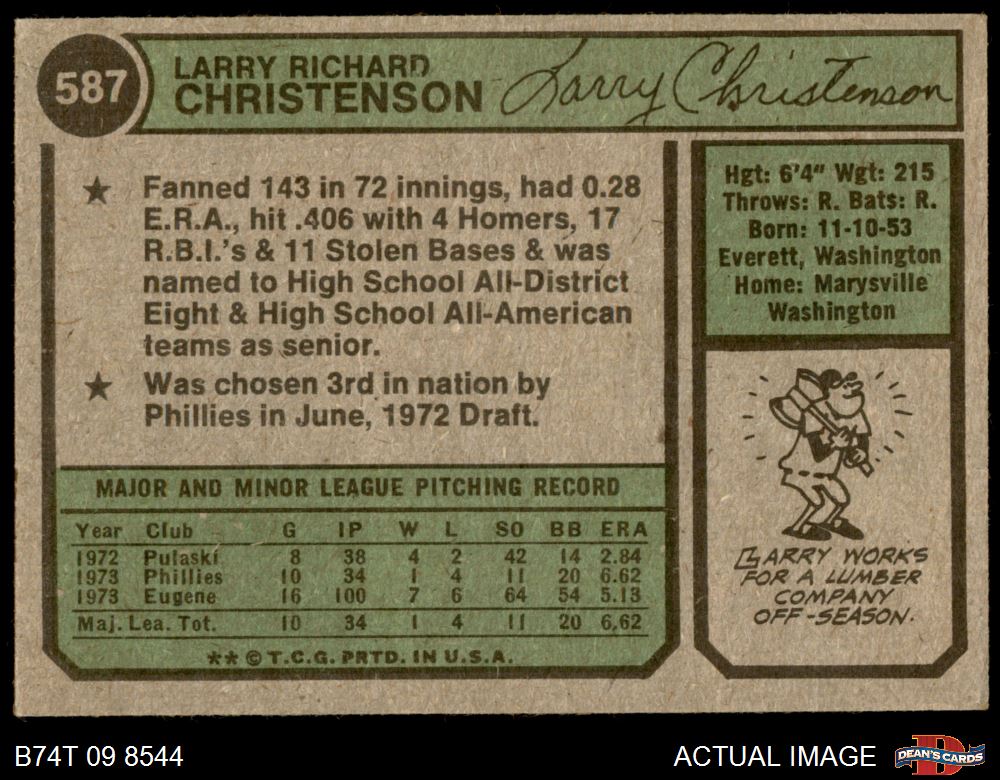 587
LARRY RICHARD
CHRISTENSON
Larry Christenson
★ Fanned 143 in 72 innings, had 0.28
E.R.A., hit .406 with 4 Homers, 17
R.B.I.'s & 11 Stolen Bases & was
named to High School All-District
Eight & High School All-American
teams as senior.
★ Was chosen 3rd in nation by
Phillies in June, 1972 Draft.
Hgt: 6'4" Wgt: 215
Throws: R. Bats: R.
Born: 11-10-53
Everett, Washington
Home: Marysville
Washington
LARRY WORKS
FOR A LUMBER
COMPANY
OFF-SEASON.
MAJOR AND MINOR LEAGUE PITCHING RECORD
Year Club G IP W L SO BB ERA
1972 Pulaski 8 38 4 2 42 14 2.84
1973 Phillies 10 34 1 4 11 20 6.62
1973 Eugene 16 100 7 6 64 54 5.13
Maj. Lea. Tot. 10 34 1 4 11 20 6.62
** © T.C.G. PRTD. IN U.S.A.
B74T 09 8544
ACTUAL IMAGE
D
DEAN'S CARDS